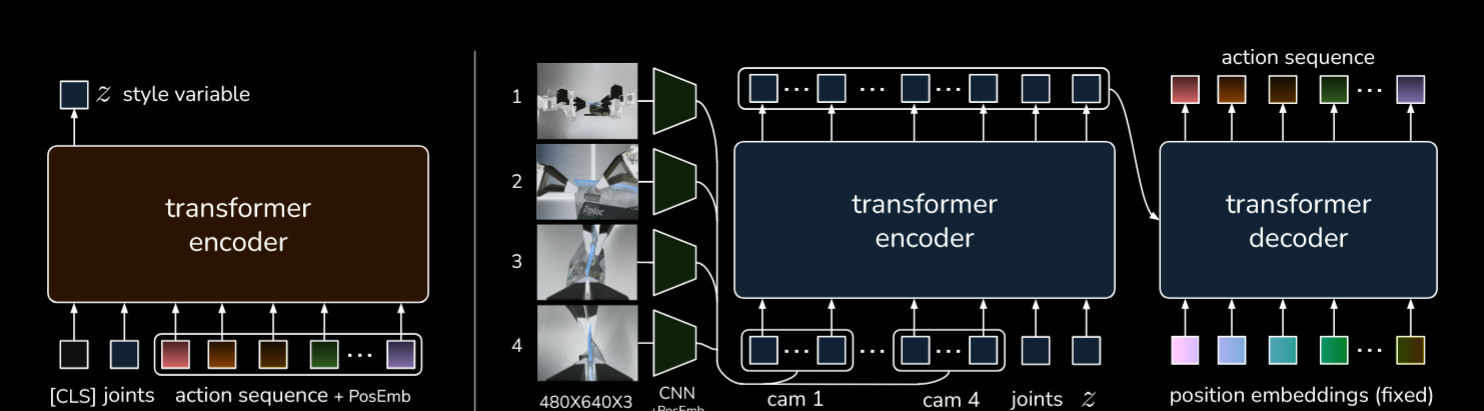 z style variable
transformer
encoder
[CLS] joints action sequence + PosEmb
1
2
3
4
Ziploc
480X640X3
CNN
+PosEmb
transformer
encoder
cam 1 cam 4 joints z
action sequence
transformer
decoder
position embeddings (fixed)